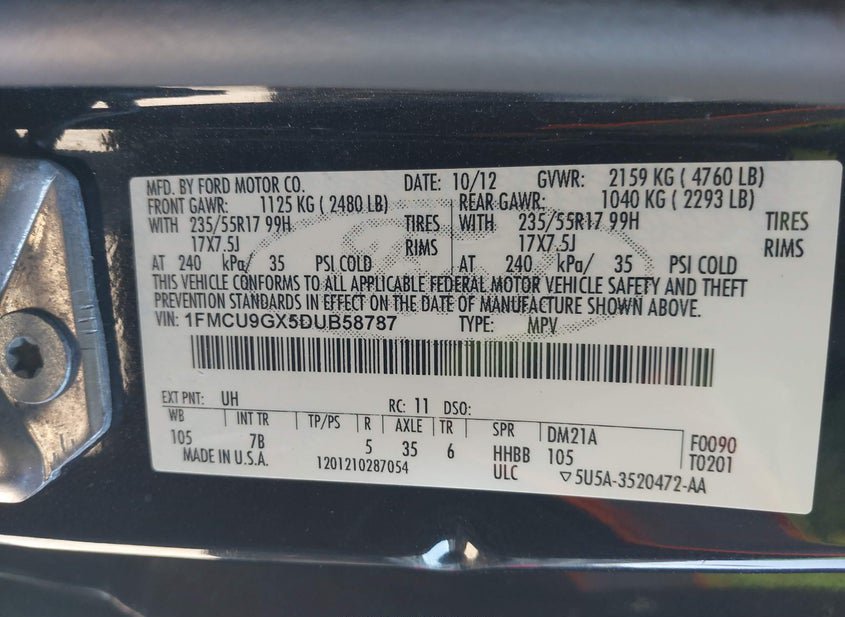 MFD. BY FORD MOTOR CO. DATE: 10/12 GVWR: 2159 KG ( 4760 LB)
FRONT GAWR: 1125 KG ( 2480 LB) REAR GAWR: 1040 KG ( 2293 LB)
WITH 235/55R17 99H TIRES WITH 235/55R17 99H TIRES
17X7.5J RIMS 17X7.5J RIMS
AT 240 kPa/ 35 PSI COLD AT 240 kPa/ 35 PSI COLD
THIS VEHICLE CONFORMS TO ALL APPLICABLE FEDERAL MOTOR VEHICLE SAFETY AND THEFT
PREVENTION STANDARDS IN EFFECT ON THE DATE OF MANUFACTURE SHOWN ABOVE.
VIN: 1FMCU9GX5DUB58787 TYPE: MPV
EXT PNT: UH RC: 11 DSO:
WB INT TR TP/PS R AXLE TR SPR DM21A F0090
105 7B 5 35 6 HHBB 105 T0201
MADE IN U.S.A. 1201210287054 ULC ▽5U5A-3520472-AA